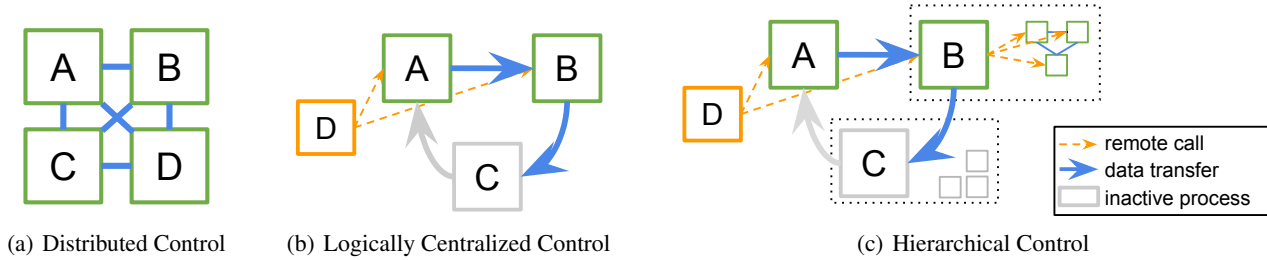 A B
C D
(a) Distributed Control
A
B
D
C
(b) Logically Centralized Control
A
B
D
C
remote call
data transfer
inactive process
(c) Hierarchical Control